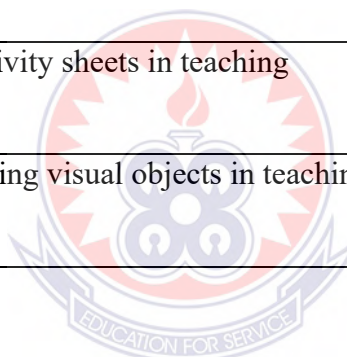 ivity sheets in teaching
ing visual objects in teachin
EDUCATION FOR SERVICE